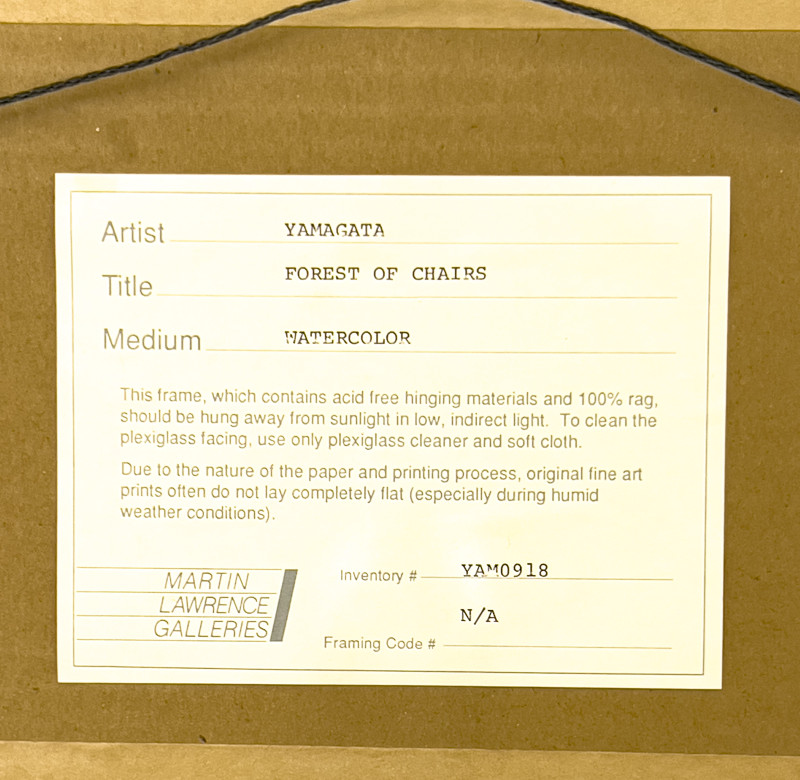 Artist YAMAGATA
Title FOREST OF CHAIRS
Medium WATERCOLOR
This frame, which contains acid free hinging materials and 100% rag,
should be hung away from sunlight in low, indirect light. To clean the
plexiglass facing, use only plexiglass cleaner and soft cloth.
Due to the nature of the paper and printing process, original fine art
prints often do not lay completely flat (especially during humid
weather conditions).
MARTIN
LAWRENCE
GALLERIES
Inventory # YAM0918
Framing Code # N/A